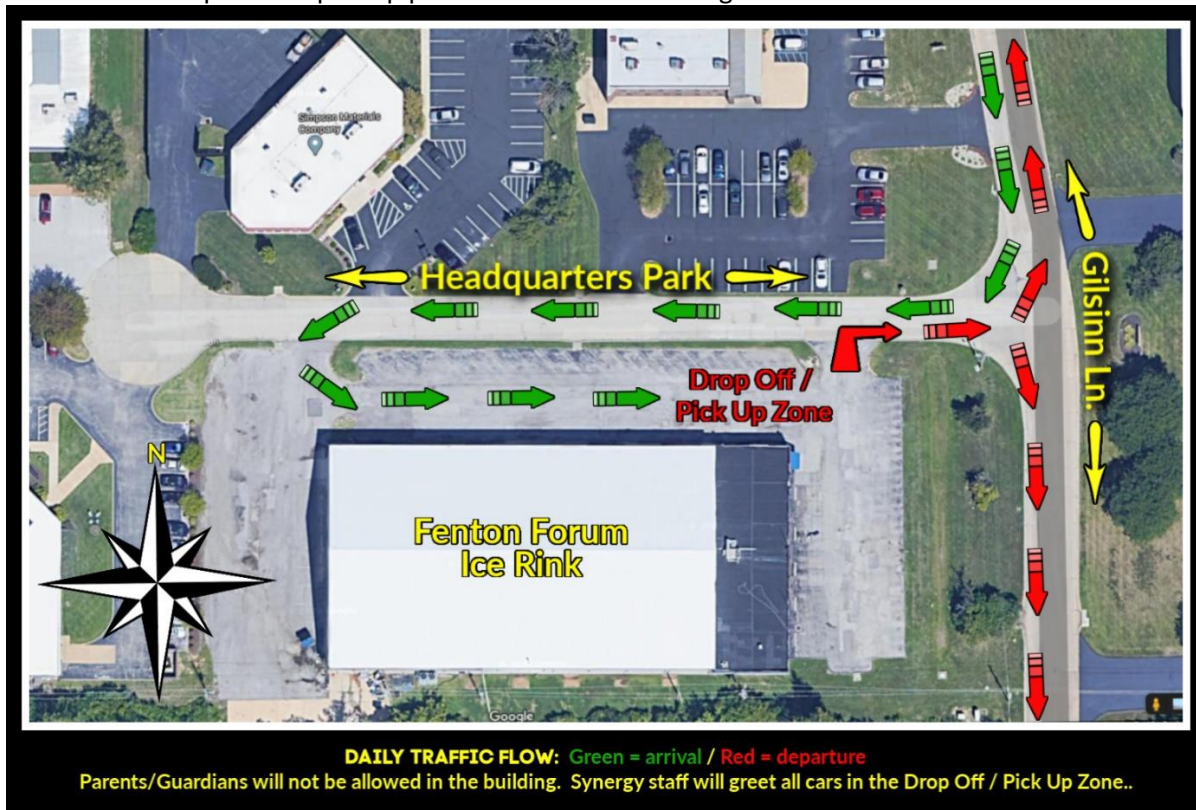 Simpson Materials
Company
Headquarters Park
Gilsinn Ln.
Drop Off /
Pick Up Zone
N
Fenton Forum
Ice Rink
Google
DAILY TRAFFIC FLOW: Green = arrival / Red = departure
Parents/Guardians will not be allowed in the building. Synergy staff will greet all cars in the Drop Off / Pick Up Zone..